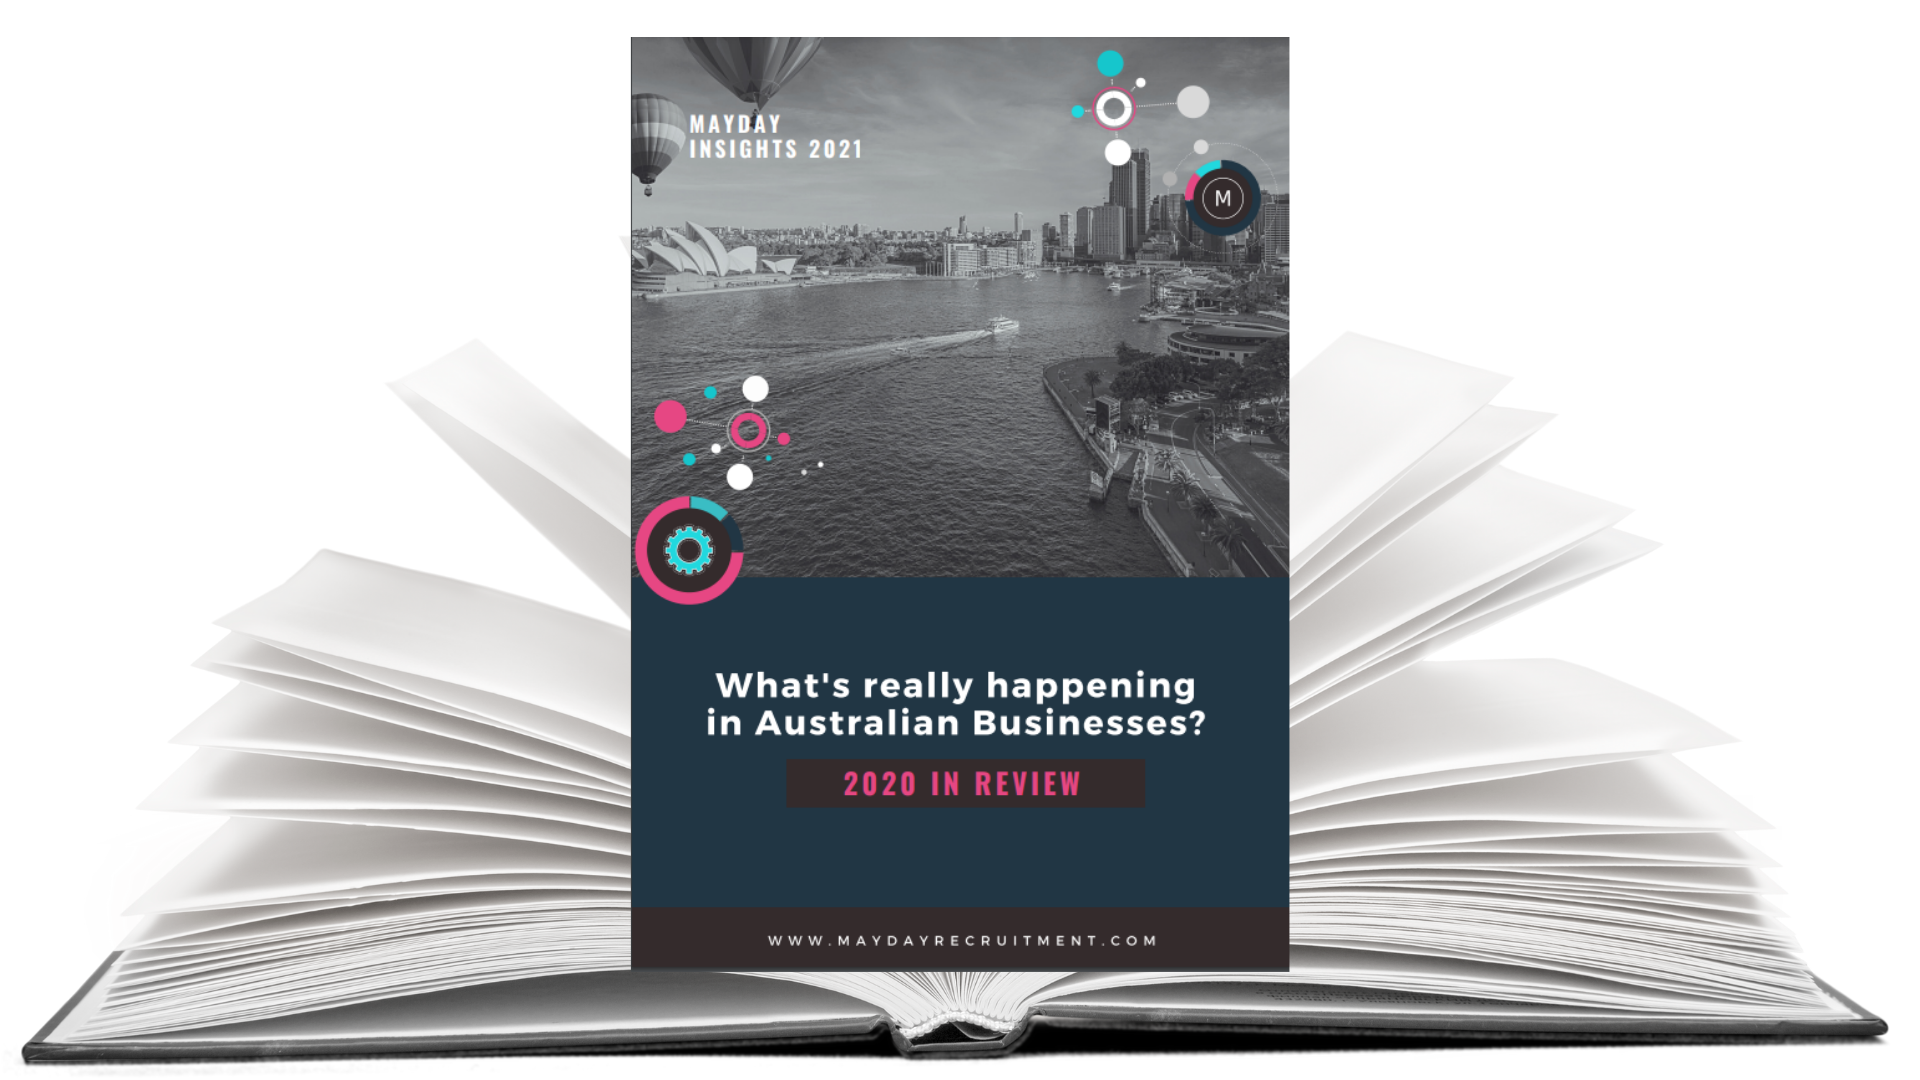 MAYDAY
INSIGHTS 2021
M
What's really happening
in Australian Businesses?
2020 IN REVIEW
WWW.MAYDAYRECRUITMENT.COM